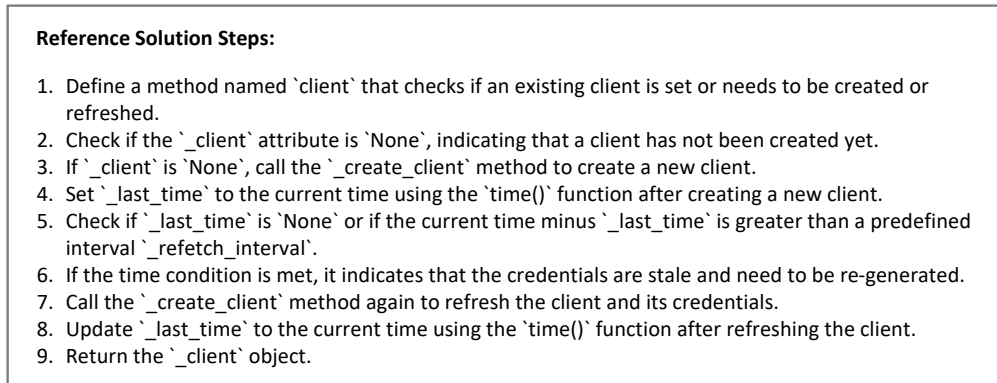 Reference Solution Steps:
1. Define a method named `client` that checks if an existing client is set or needs to be created or
refreshed.
2. Check if the `_client` attribute is `None`, indicating that a client has not been created yet.
3. If `_client` is `None`, call the `_create_client` method to create a new client.
4. Set `_last_time` to the current time using the `time()` function after creating a new client.
5. Check if `_last_time` is `None` or if the current time minus `_last_time` is greater than a predefined
interval `_refetch_interval`.
6. If the time condition is met, it indicates that the credentials are stale and need to be re-generated.
7. Call the `_create_client` method again to refresh the client and its credentials.
8. Update `_last_time` to the current time using the `time()` function after refreshing the client.
9. Return the `_client` object.